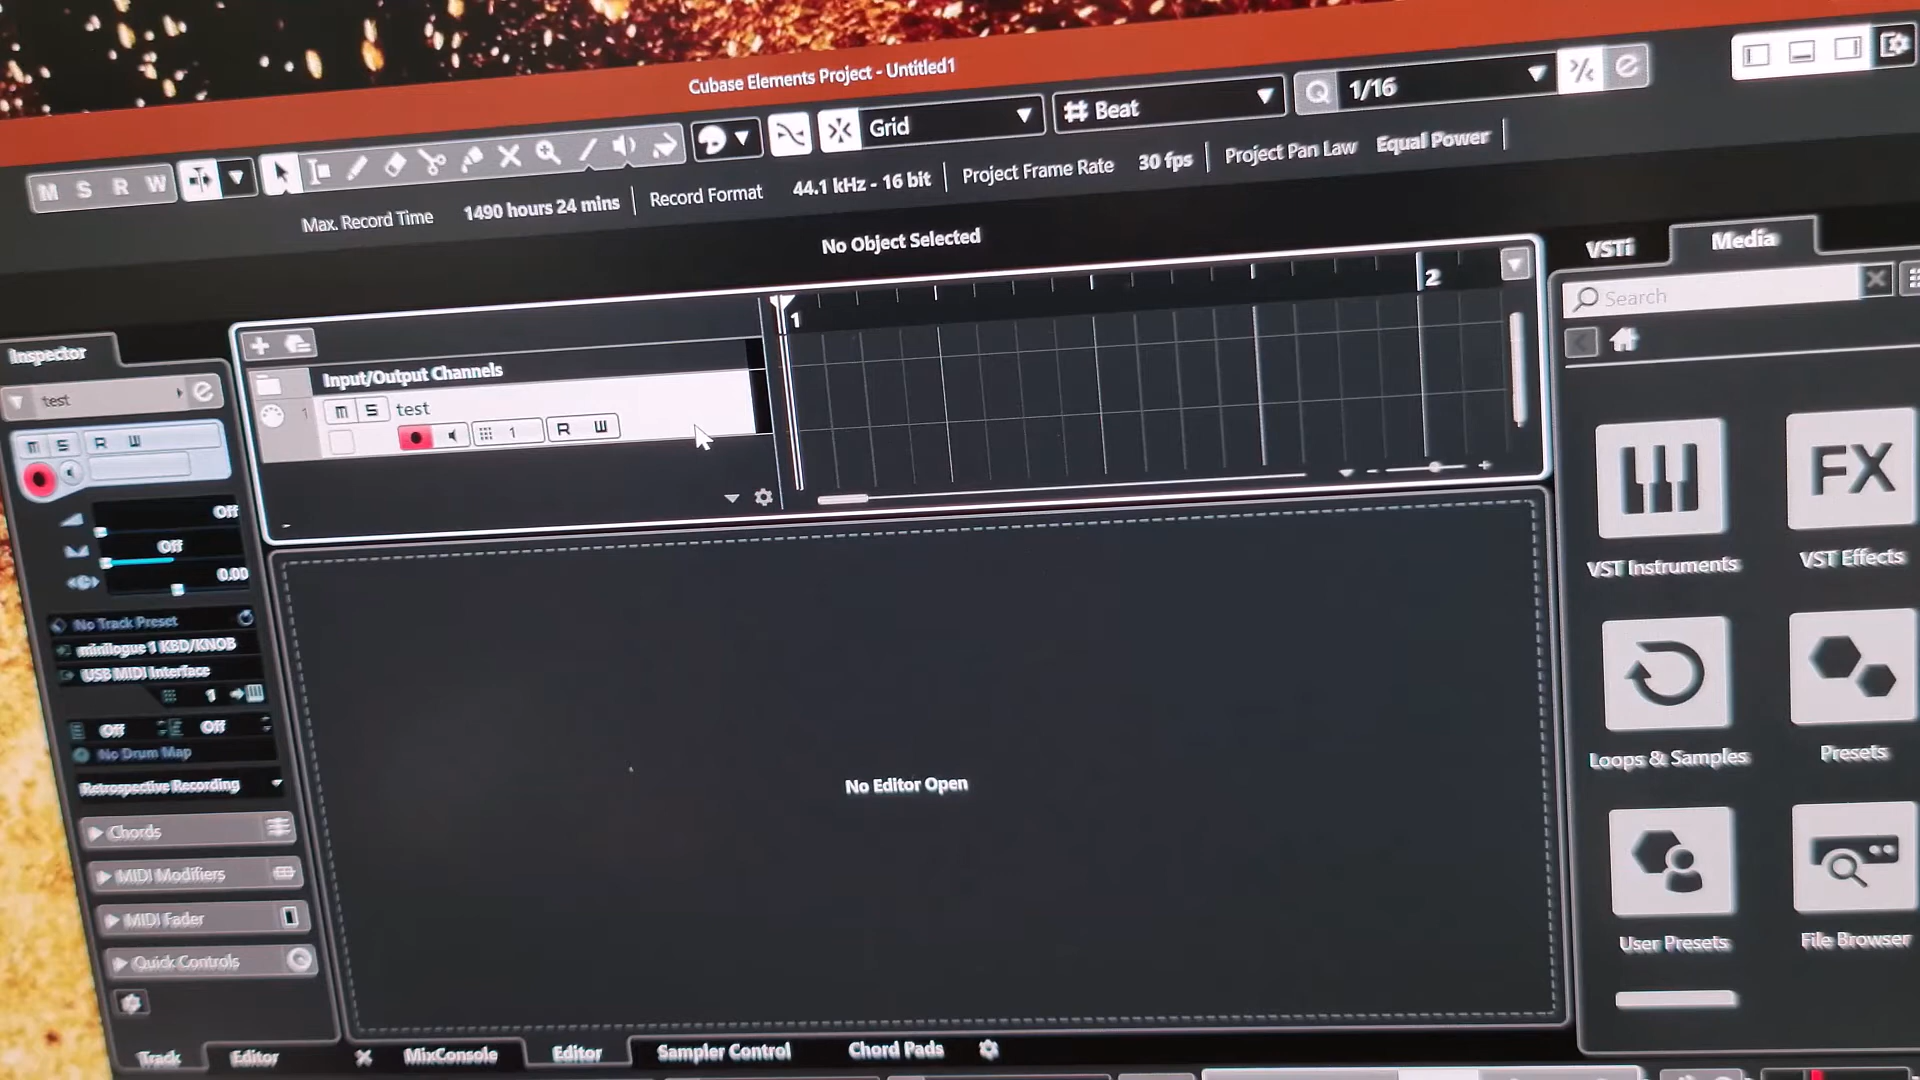 Cubase Elements Project - Untitled1
M S R W
Grid
Beat
Q 1/16
Max. Record Time 1490 hours 24 mins
Record Format 44.1 kHz - 16 bit
Project Frame Rate 30 fps
Project Pan Law Equal Power
No Object Selected
VSTi
Media
Search
Inspector
test
M S R W
Off
Off
0.00
No Track Preset
minilogue 1 KBD/KNOB
USB MIDI Interface
1
Off Off
No Drum Map
Retrospective Recording
Chords
MIDI Modifiers
MIDI Fader
Quick Controls
Track
Editor
Input/Output Channels
1 M S test
1 R W
1
2
No Editor Open
VST Instruments
VST Effects
Loops & Samples
Presets
User Presets
File Browser
FX
MixConsole
Editor
Sampler Control
Chord Pads